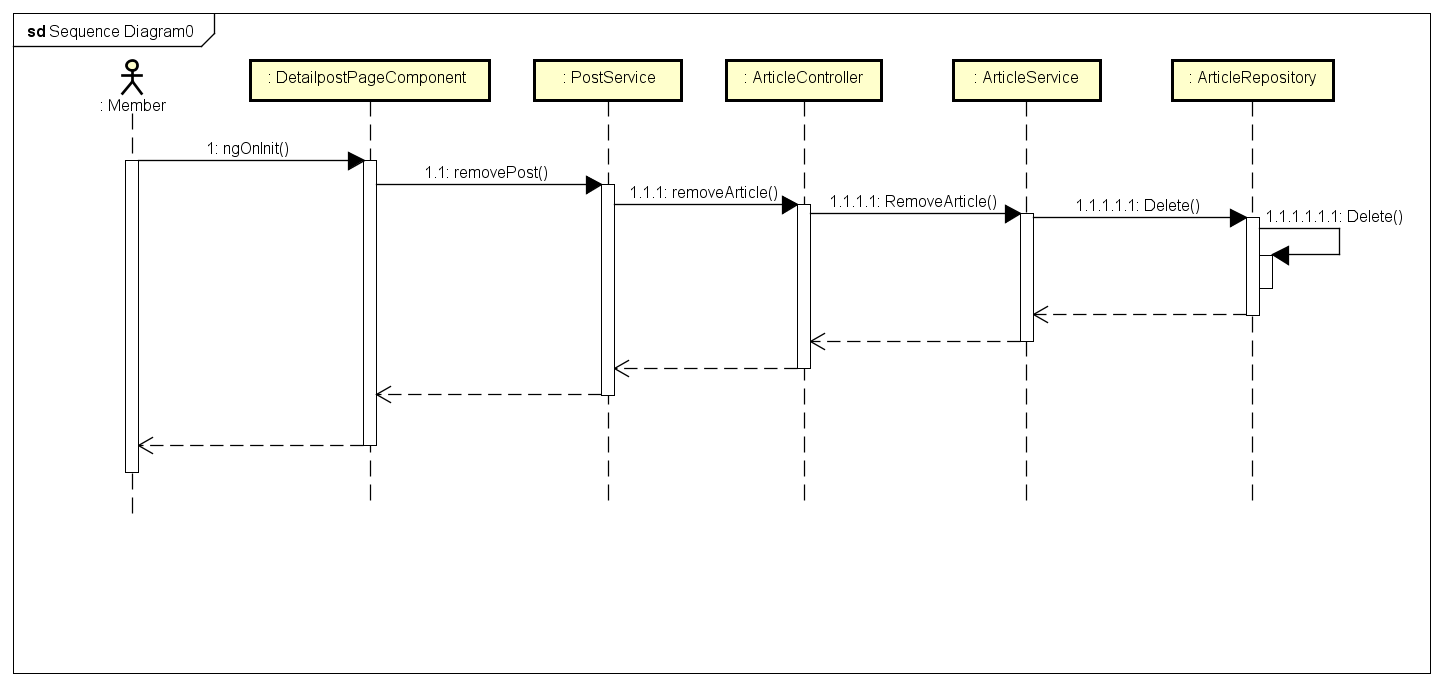 sd Sequence Diagram0
: Member
: DetailpostPageComponent
: PostService
: ArticleController
: ArticleService
: ArticleRepository
1: ngOnInit()
1.1: removePost()
1.1.1: removeArticle()
1.1.1.1: RemoveArticle()
1.1.1.1.1: Delete()
1.1.1.1.1.1: Delete()